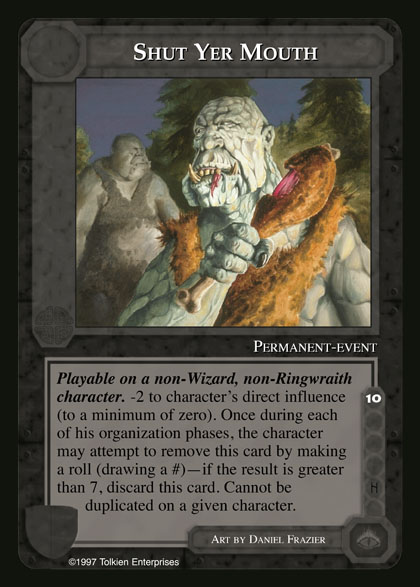 Shut Yer Mouth
Permanent-event
Playable on a non-Wizard, non-Ringwraith
character. -2 to character's direct influence
(to a minimum of zero). Once during each
of his organization phases, the character
may attempt to remove this card by making
a roll (drawing a #)—if the result is greater
than 7, discard this card. Cannot be
duplicated on a given character.
10
H
Art by Daniel Frazier
©1997 Tolkien Enterprises